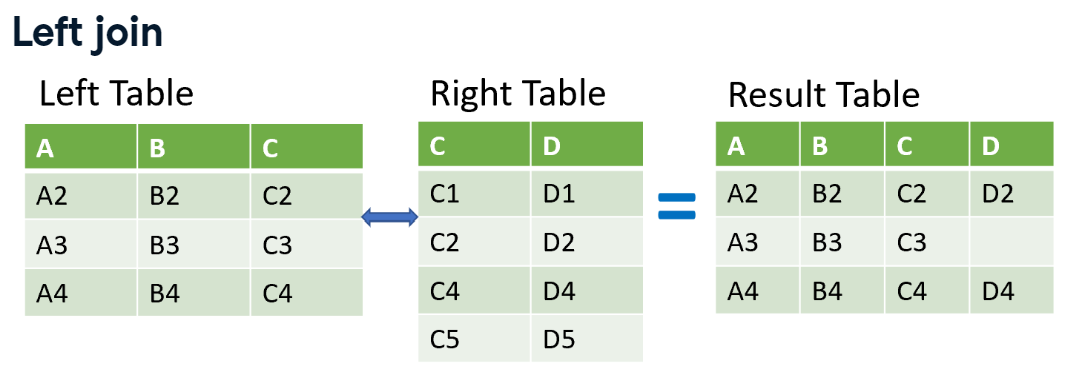 Left join
Left Table
A B C
A2 B2 C2
A3 B3 C3
A4 B4 C4
Right Table
C D
C1 D1
C2 D2
C4 D4
C5 D5
=
Result Table
A B C D
A2 B2 C2 D2
A3 B3 C3
A4 B4 C4 D4